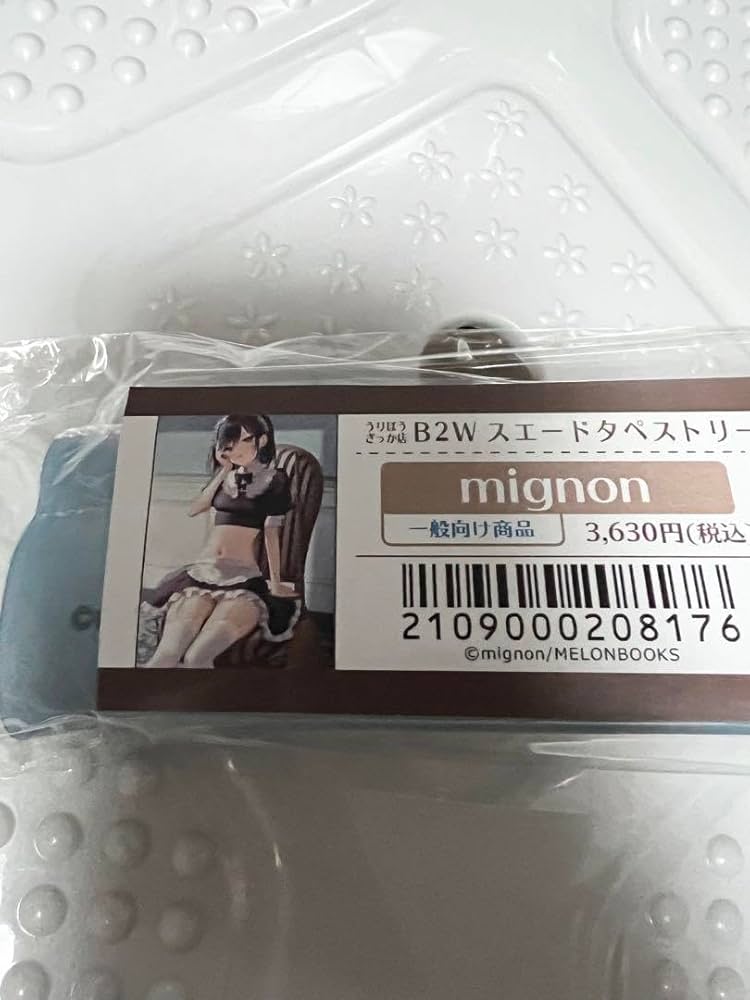 うりぼう
ざっか店
B2W スエードタペストリー
mignon
一般向け商品
3,630円(税込)
2109000208176
©mignon/MELONBOOKS